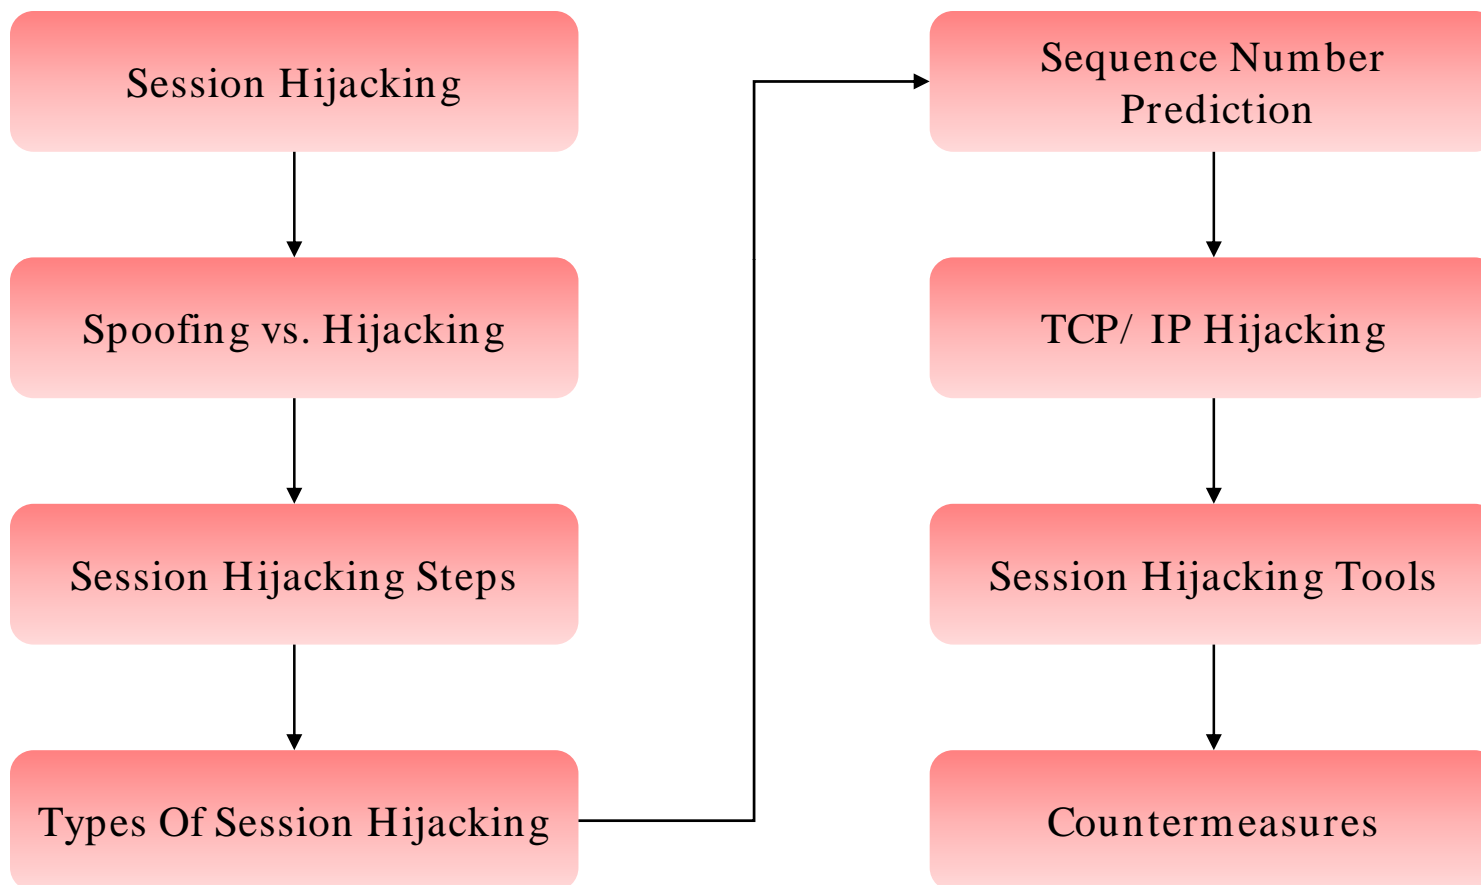 Session Hijacking
Spoofing vs. Hijacking
Session Hijacking Steps
Types Of Session Hijacking
Sequence Number
Prediction
TCP/ IP Hijacking
Session Hijacking Tools
Countermeasures